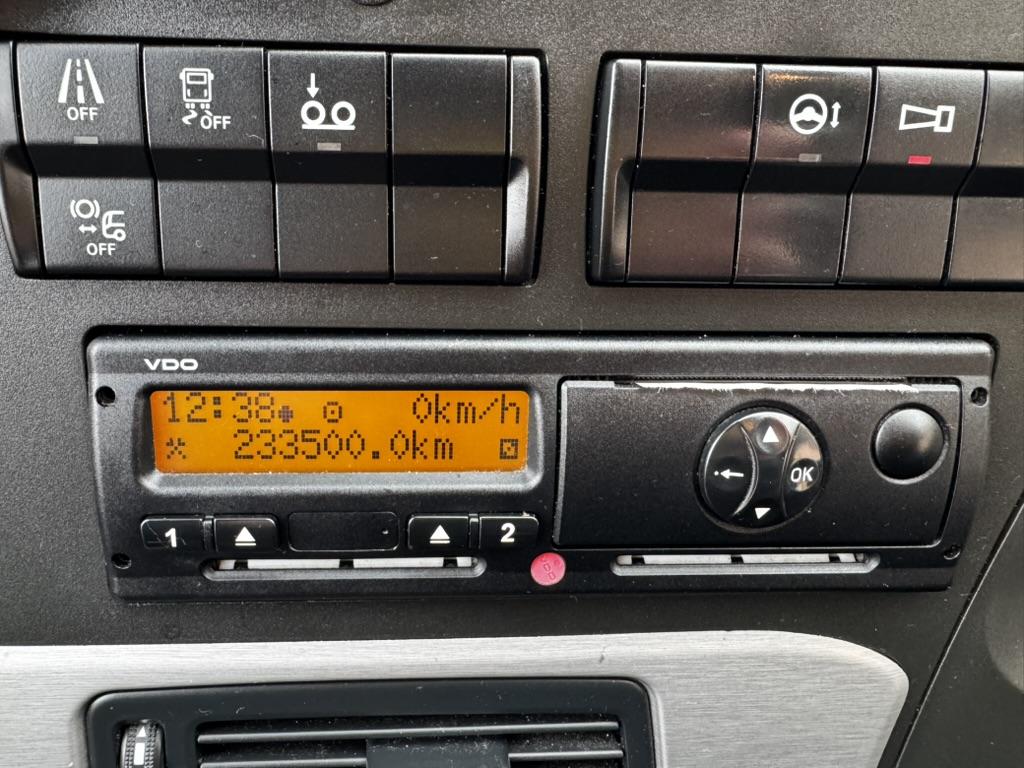 OFF
OFF
OFF
VDO
12:38 0km/h
233500.0km
OK
1
2